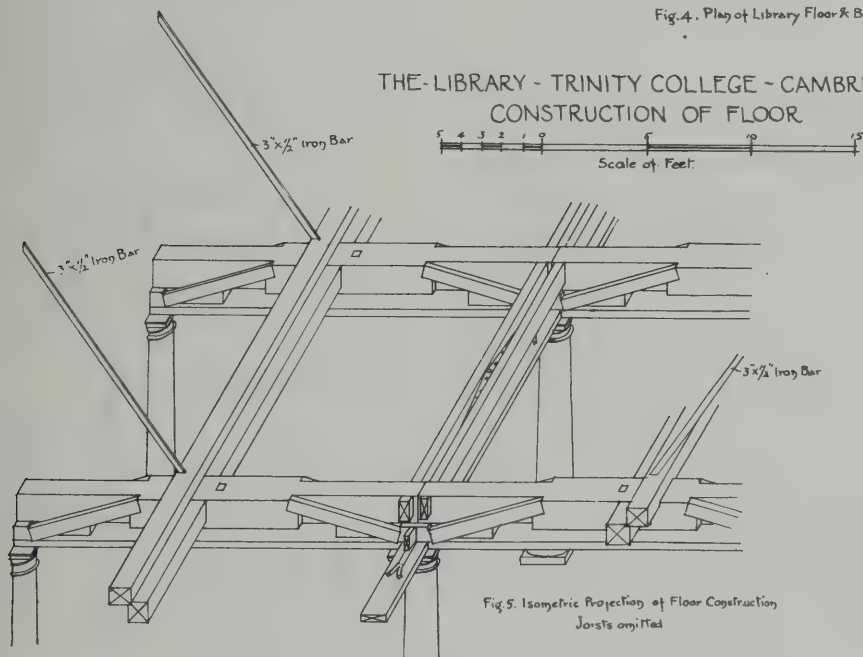 Fig. 4. Plan of Library Floor & B
THE - LIBRARY - TRINITY COLLEGE - CAMBRI
CONSTRUCTION OF FLOOR
5 4 3 2 1 0 5 10 15
Scale of Feet.
3"x½" Iron Bar
3"x½" Iron Bar
3"x½" Iron Bar
Fig. 5. Isometric Projection of Floor Construction
Joists omitted